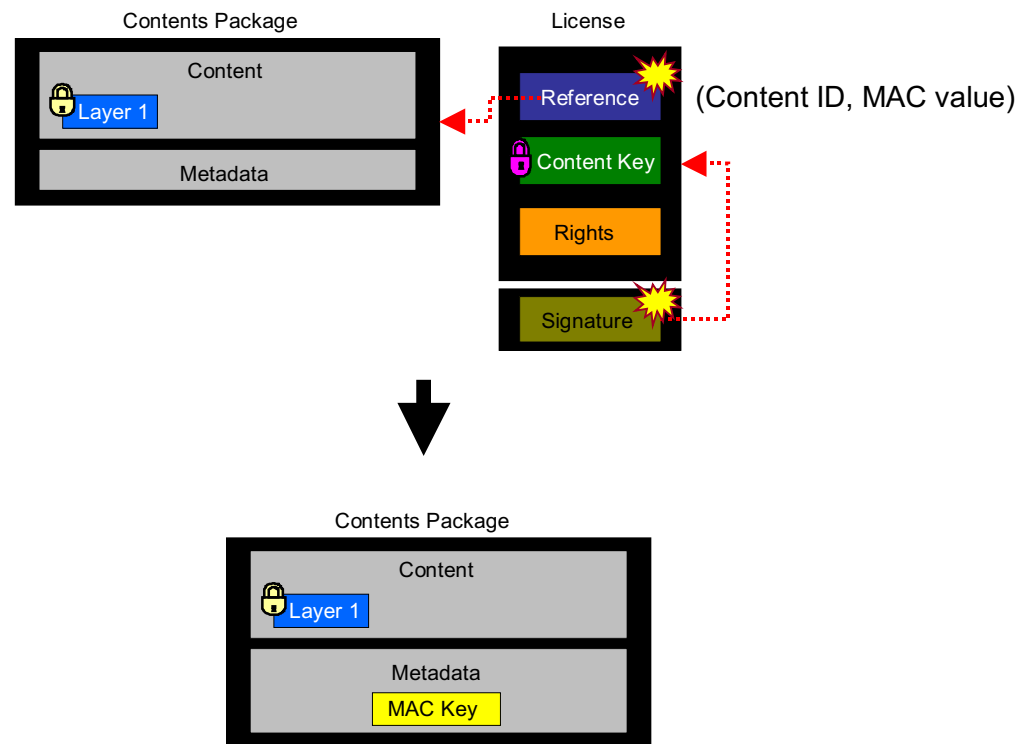 Contents Package
License
Content
Layer 1
Metadata
Reference
(Content ID, MAC value)
Content Key
Rights
Signature
Contents Package
Content
Layer 1
Metadata
MAC Key